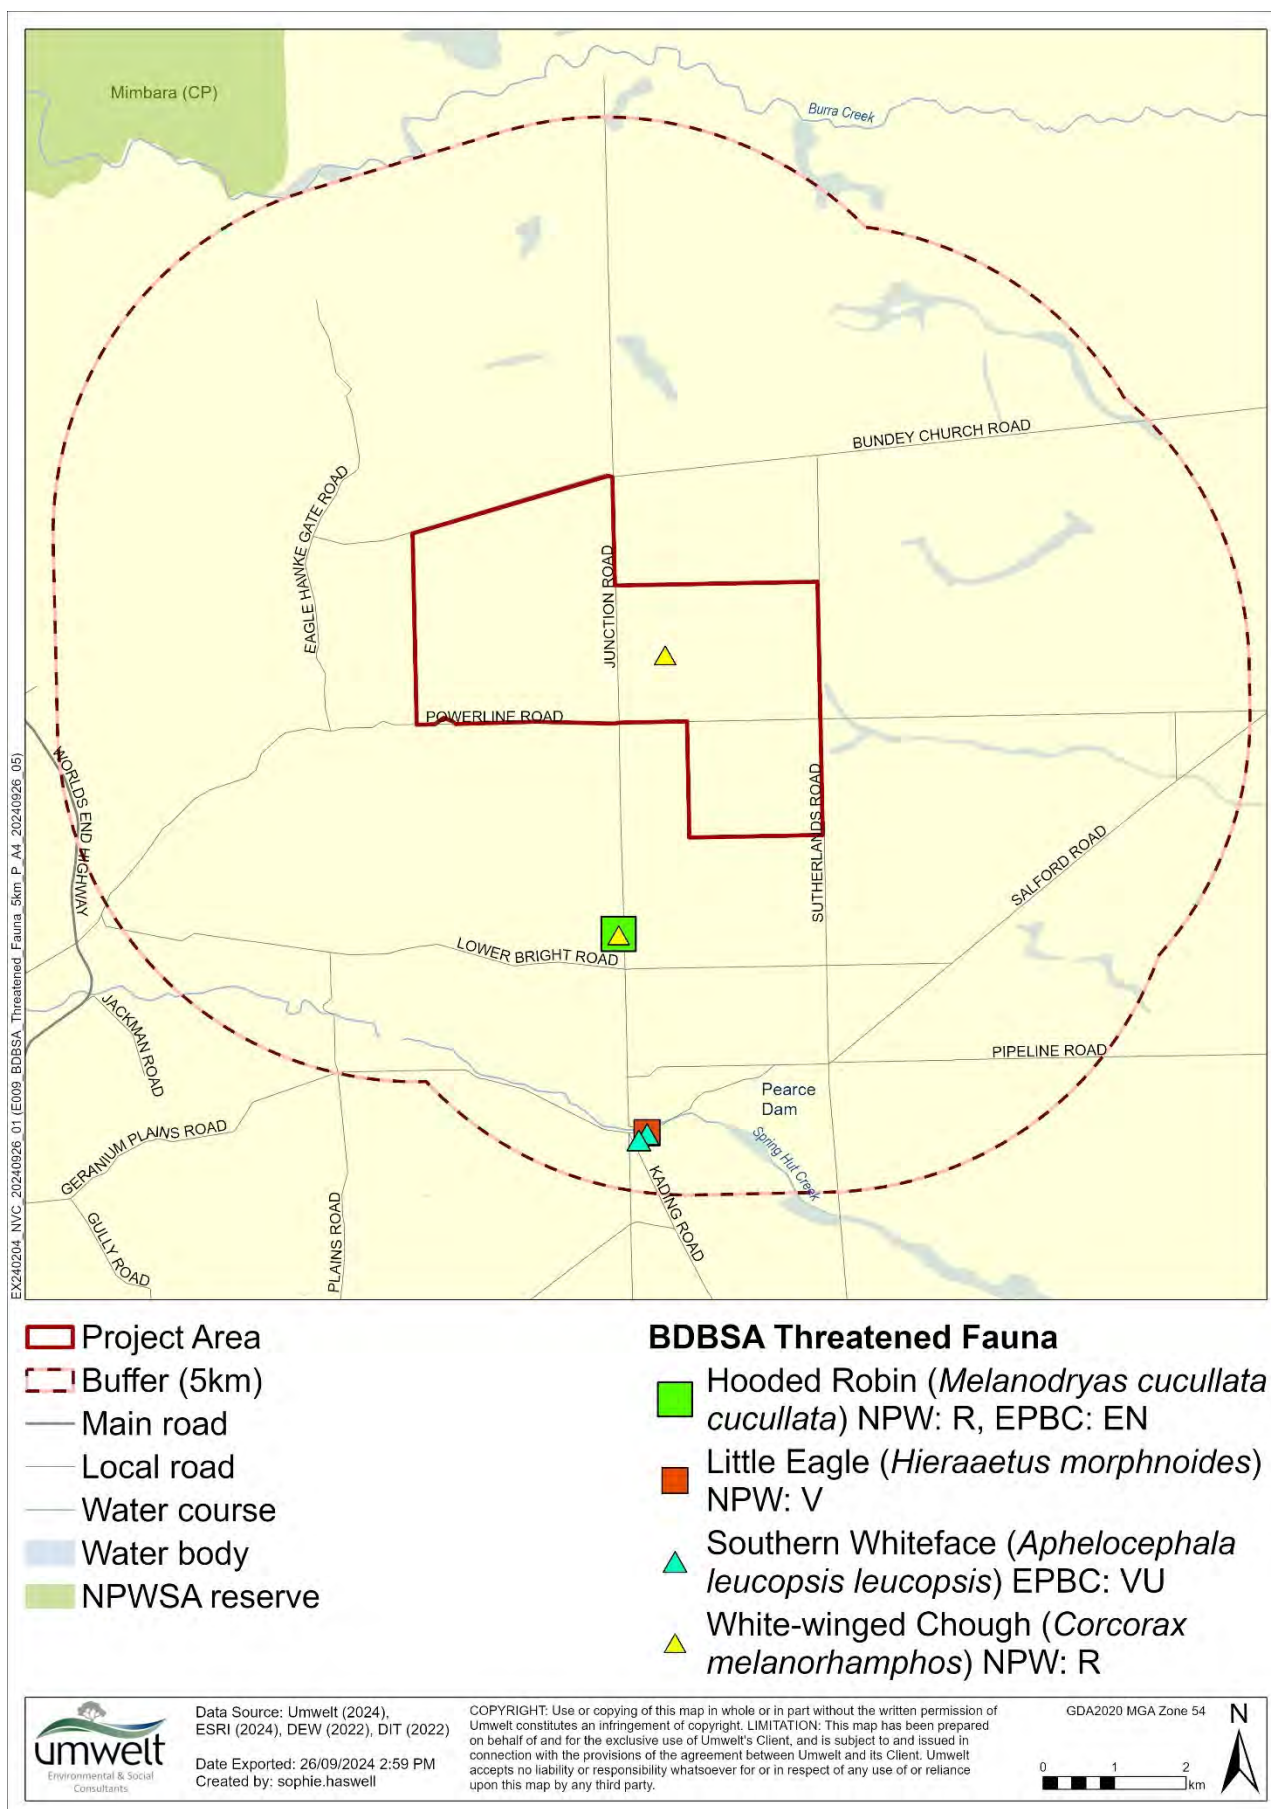 Mimbara (CP)
Burra Creek
BUNDEY CHURCH ROAD
EAGLE HAWKE GATE ROAD
JUNCTION ROAD
POWERLINE ROAD
WORLDS END HIGHWAY
SUTHERLANDS ROAD
SALFORD ROAD
LOWER BRIGHT ROAD
JACKMAN ROAD
PIPELINE ROAD
Pearce
Dam
Spring Hut Creek
GERANIUM PLAINS ROAD
KADING ROAD
GULLY ROAD
PLAINS ROAD
EX240204_NVC_20240926_01 (E009_BDBSA_Threatened_Fauna_5km_P_A4_20240926_05)
Project Area
Buffer (5km)
Main road
Local road
Water course
Water body
NPWSA reserve
BDBSA Threatened Fauna
Hooded Robin (Melanodryas cucullata
cucullata) NPW: R, EPBC: EN
Little Eagle (Hieraaetus morphnoides)
NPW: V
Southern Whiteface (Aphelocephala
leucopsis leucopsis) EPBC: VU
White-winged Chough (Corcorax
melanorhamphos) NPW: R
umwelt
Environmental & Social
Consultants
Data Source: Umwelt (2024),
ESRI (2024), DEW (2022), DIT (2022)
Date Exported: 26/09/2024 2:59 PM
Created by: sophie.haswell
COPYRIGHT: Use or copying of this map in whole or in part without the written permission of
Umwelt constitutes an infringement of copyright. LIMITATION: This map has been prepared
on behalf of and for the exclusive use of Umwelt's Client, and is subject to and issued in
connection with the provisions of the agreement between Umwelt and its Client. Umwelt
accepts no liability or responsibility whatsoever for or in respect of any use of or reliance
upon this map by any third party.
GDA2020 MGA Zone 54
N
0 1 2
km